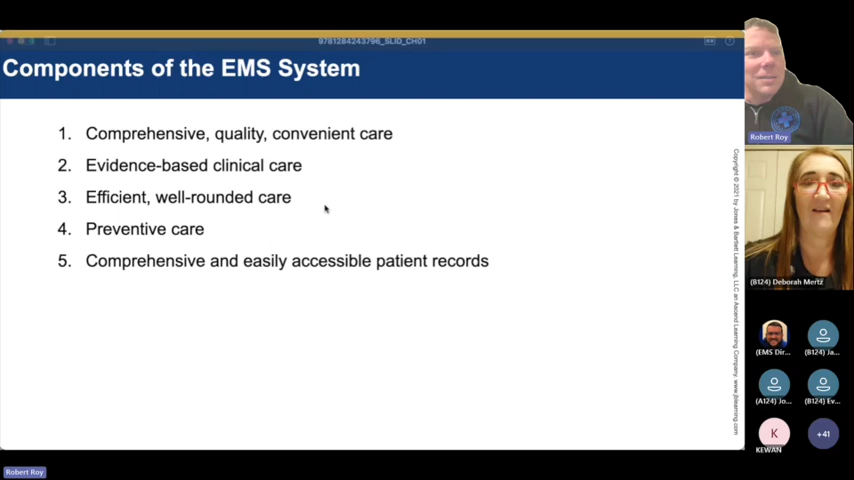 9781284243796_SLID_CH01
Components of the EMS System
1. Comprehensive, quality, convenient care
2. Evidence-based clinical care
3. Efficient, well-rounded care
4. Preventive care
5. Comprehensive and easily accessible patient records
Copyright © 2021 by Jones & Bartlett Learning, LLC an Ascend Learning Company. www.jblearning.com
Robert Roy
(B124) Deborah Mertz
(EMS Dir...
(B124) Ja...
(A124) Jo...
(B124) Ev...
K
KEWAN
+41
Robert Roy